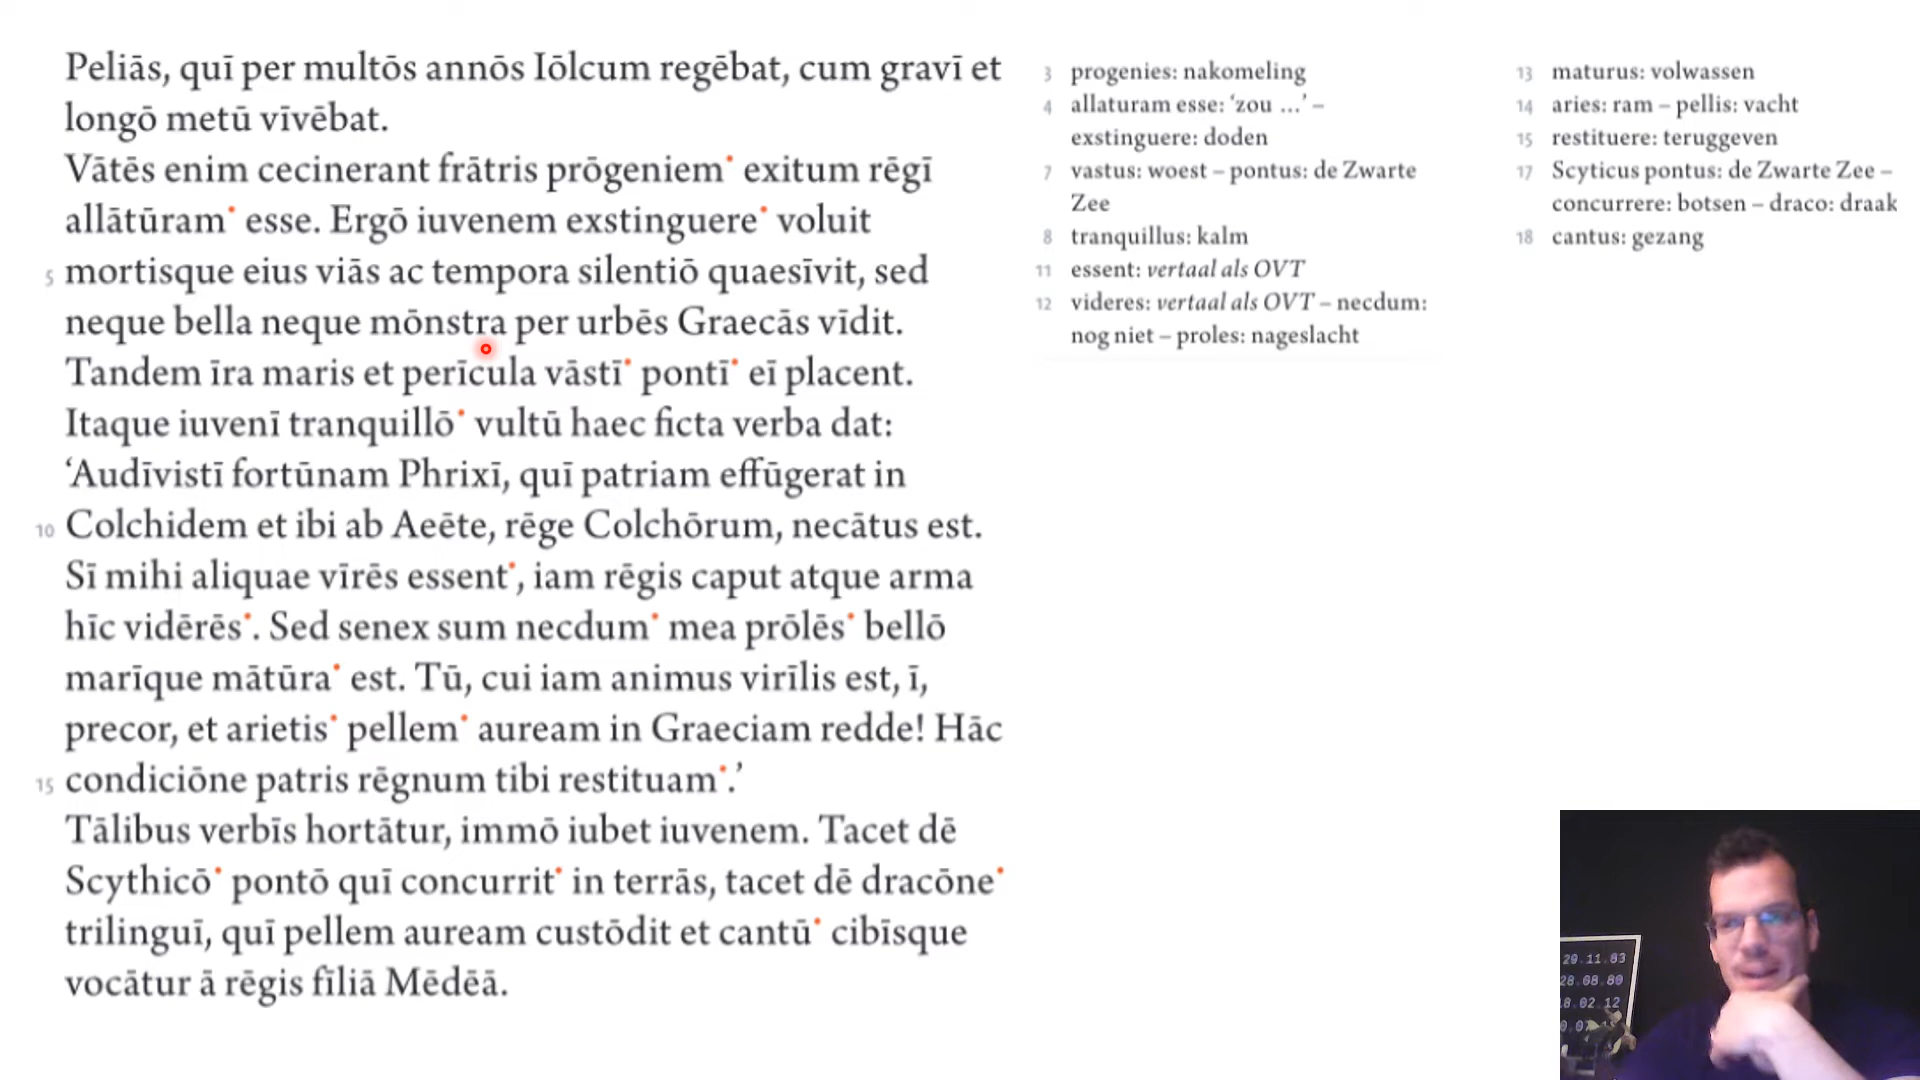 Peliās, quī per multōs annōs Iōlcum regēbat, cum gravī et
longō metū vīvēbat.
Vātēs enim cecinerant frātris prōgeniem• exitum rēgī
allātūram• esse. Ergō iuvenem exstinguere• voluit
5 mortisque eius viās ac tempora silentiō quaesīvit, sed
neque bella neque mōnstra per urbēs Graecās vīdit.
Tandem īra maris et perīcula vāstī• pontī• eī placent.
Itaque iuvenī tranquillō• vultū haec ficta verba dat:
‘Audīvistī fortūnam Phrixī, quī patriam effūgerat in
10 Colchidem et ibi ab Aeēte, rēge Colchōrum, necātus est.
Sī mihi aliquae vīrēs essent•, iam rēgis caput atque arma
hīc vidērēs•. Sed senex sum necdum• mea prōlēs• bellō
marīque mātūra• est. Tū, cui iam animus virīlis est, ī,
precor, et arietis• pellem• auream in Graeciam redde! Hāc
15 condiciōne patris rēgnum tibi restituam•.’
Tālibus verbīs hortātur, immō iubet iuvenem. Tacet dē
Scythicō• pontō quī concurrit• in terrās, tacet dē dracōne•
trilinguī, quī pellem auream custōdit et cantū• cibīsque
vocātur ā rēgis fīliā Mēdēā.
3 progenies: nakomeling
4 allaturam esse: ‘zou ...’ –
exstinguere: doden
7 vastus: woest – pontus: de Zwarte
Zee
8 tranquillus: kalm
11 essent: vertaal als OVT
12 videres: vertaal als OVT – necdum:
nog niet – proles: nageslacht
13 maturus: volwassen
14 aries: ram – pellis: vacht
15 restituere: teruggeven
17 Scyticus pontus: de Zwarte Zee –
concurrere: botsen – draco: draak
18 cantus: gezang
29.11.83
28.08.80
8.02.12